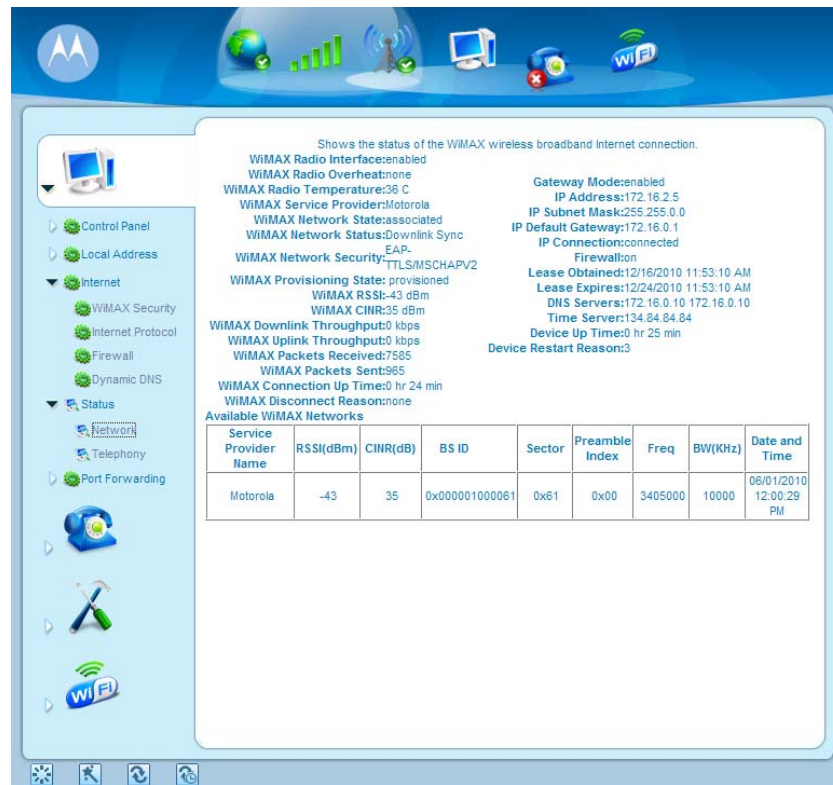 WiFi
Control Panel
Local Address
Internet
WiMAX Security
Internet Protocol
Firewall
Dynamic DNS
Status
Network
Telephony
Port Forwarding
WiFi
Shows the status of the WiMAX wireless broadband Internet connection.
WiMAX Radio Interface:enabled
WiMAX Radio Overheat:none
WiMAX Radio Temperature:36 C
WiMAX Service Provider:Motorola
WiMAX Network State:associated
WiMAX Network Status:Downlink Sync
WiMAX Network Security:EAP-
TTLS/MSCHAPV2
WiMAX Provisioning State: provisioned
WiMAX RSSI:-43 dBm
WiMAX CINR:35 dBm
WiMAX Downlink Throughput:0 kbps
WiMAX Uplink Throughput:0 kbps
WiMAX Packets Received:7585
WiMAX Packets Sent:965
WiMAX Connection Up Time:0 hr 24 min
WiMAX Disconnect Reason:none
Gateway Mode:enabled
IP Address:172.16.2.5
IP Subnet Mask:255.255.0.0
IP Default Gateway:172.16.0.1
IP Connection:connected
Firewall:on
Lease Obtained:12/16/2010 11:53:10 AM
Lease Expires:12/24/2010 11:53:10 AM
DNS Servers:172.16.0.10 172.16.0.10
Time Server:134.84.84.84
Device Up Time:0 hr 25 min
Device Restart Reason:3
Available WiMAX Networks
Service Provider Name RSSI(dBm) CINR(dB) BS ID Sector Preamble Index Freq BW(KHz) Date and Time
Motorola -43 35 0x000001000061 0x61 0x00 3405000 10000 06/01/2010 12:00:29 PM